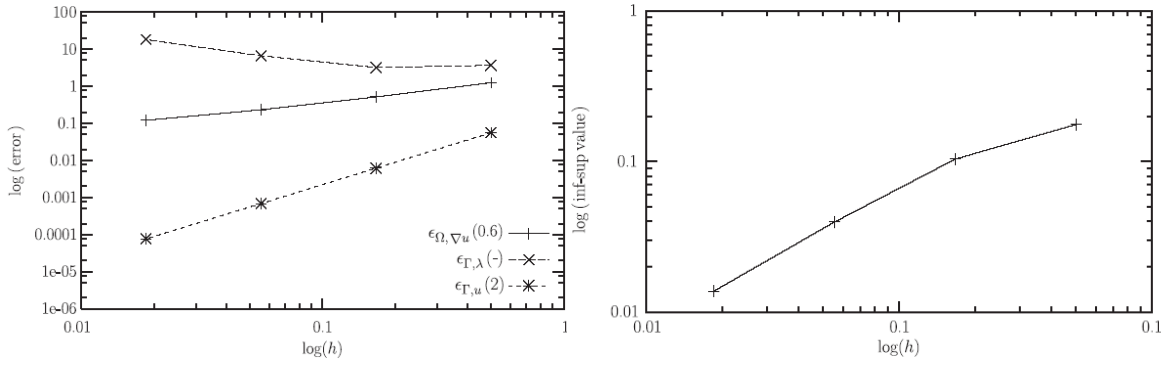 100
10
1
0.1
0.01
0.001
0.0001
1e-05
1e-06
log (error)
0.01
0.1
1
log(h)
ϵΩ,∇u(0.6)
ϵΓ,λ(-)
ϵΓ,u(2)
1
0.1
0.01
log (inf-sup value)
0.01
0.1
0.1
log(h)